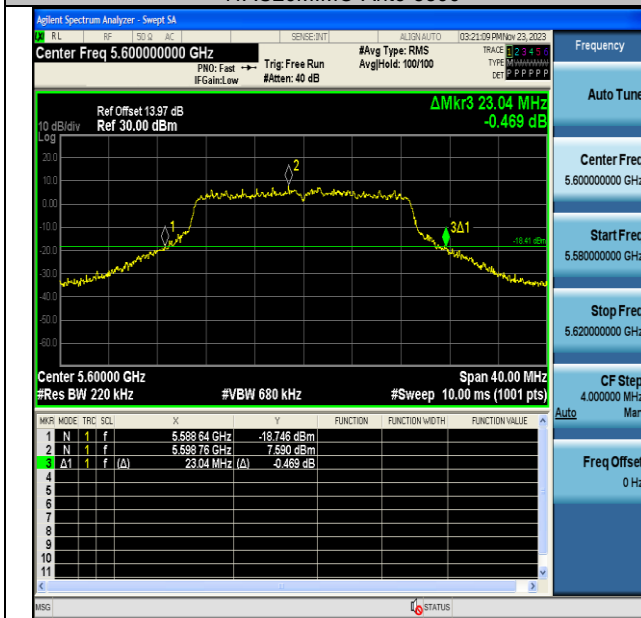 Agilent Spectrum Analyzer - Swept SA
RL RF 50 Ω AC SENSE:INT ALIGN AUTO 03:21:09 PM Nov 23, 2023
Center Freq 5.600000000 GHz
PNO: Fast
IFGain:Low
Trig: Free Run
#Atten: 40 dB
#Avg Type: RMS
Avg|Hold: 100/100
TRACE 1 2 3 4 5 6
TYPE M W W W W W
DET P P P P P P
Frequency
Auto Tune
Center Freq
5.600000000 GHz
Start Freq
5.580000000 GHz
Stop Freq
5.620000000 GHz
CF Step
4.000000 MHz
Auto Man
Freq Offset
0 Hz
Ref Offset 13.97 dB
10 dB/div Ref 30.00 dBm
Log
ΔMkr3 23.04 MHz
-0.469 dB
20.0
10.0
0.00
-10.0
-20.0
-30.0
-40.0
-50.0
-60.0
1
2
3Δ1
-18.41 dBm
Center 5.60000 GHz Span 40.00 MHz
#Res BW 220 kHz #VBW 680 kHz #Sweep 10.00 ms (1001 pts)
MKR MODE TRC SCL X Y FUNCTION FUNCTION WIDTH FUNCTION VALUE
1 N 1 f 5.588 64 GHz -18.746 dBm
2 N 1 f 5.598 76 GHz 7.590 dBm
3 Δ1 1 f (Δ) 23.04 MHz (Δ) -0.469 dB
4
5
6
7
8
9
10
11
MSG STATUS